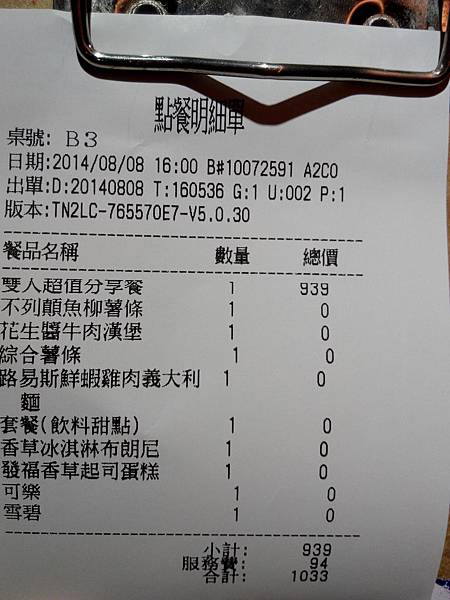 點餐明細單
桌號: B3
日期:2014/08/08 16:00 B#10072591 A2C0
出單:D:20140808 T:160536 G:1 U:002 P:1
版本:TN2LC-765570E7-V5.0.30
餐品名稱 數量 總價
雙人超值分享餐 1 939
不列顛魚柳薯條 1 0
花生醬牛肉漢堡 1 0
綜合薯條 1 0
路易斯鮮蝦雞肉義大利 1 0
麵
套餐(飲料甜點) 1 0
香草冰淇淋布朗尼 1 0
發福香草起司蛋糕 1 0
可樂 1 0
雪碧 1 0
小計: 939
服務費: 94
合計: 1033